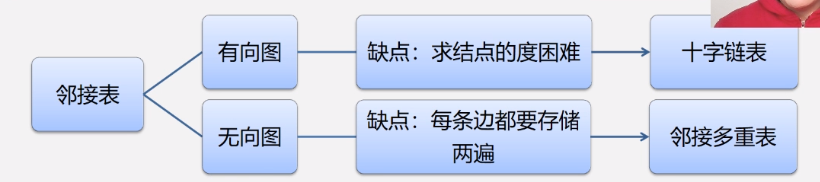 邻接表
有向图
缺点：求结点的度困难
十字链表
无向图
缺点：每条边都要存储
两遍
邻接多重表